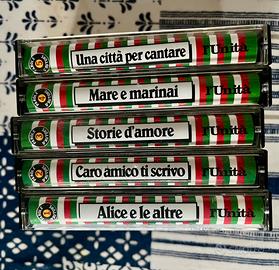 Una città per cantare
l'Unità
Mare e marinai
l'Unità
Storie d'amore
l'Unità
Caro amico ti scrivo
l'Unità
Alice e le altre
l'Unità